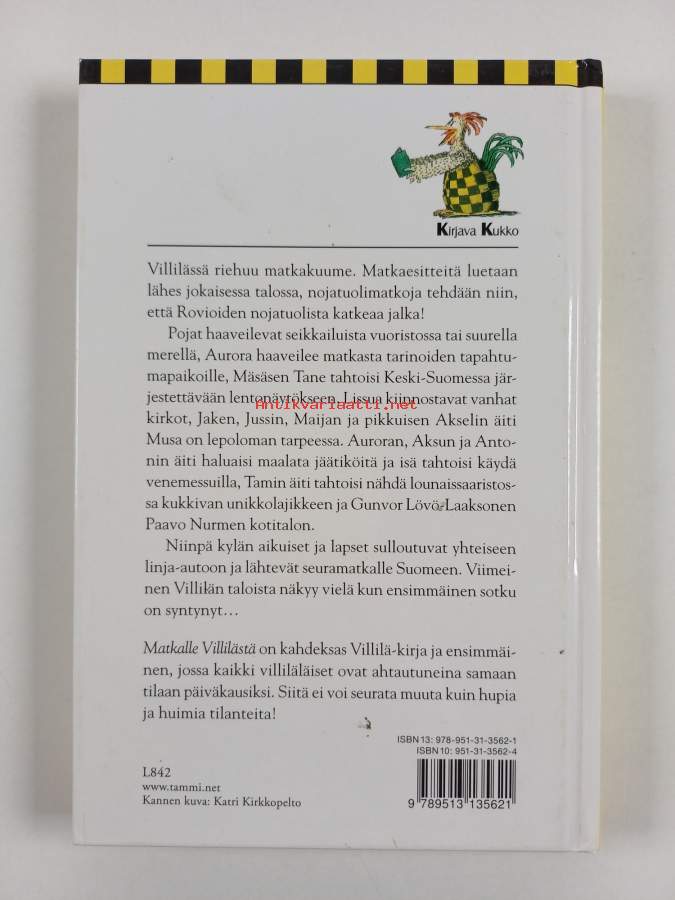 Kirjava Kukko
Villilässä riehuu matkakuume. Matkaesitteitä luetaan
lähes jokaisessa talossa, nojatuolimatkoja tehdään niin,
että Rovioiden nojatuolista katkeaa jalka!
Pojat haaveilevat seikkailuista vuoristossa tai suurella
merellä, Aurora haaveilee matkasta tarinoiden tapahtu-
mapaikoille, Mäsäsen Tane tahtoisi Keski-Suomessa jär-
jestettävään lentonäytökseen. Lissua kiinnostavat vanhat
Antikvariaatti.net
kirkot, Jaken, Jussin, Maijan ja pikkuisen Akselin äiti
Musa on lepoloman tarpeessa. Auroran, Aksun ja Anto-
nin äiti haluaisi maalata jäätiköitä ja isä tahtoisi käydä
venemessuilla, Tamin äiti tahtoisi nähdä lounaissaaristos-
sa kukkivan unikkolajikkeen ja Gunvor Lövö-Laaksonen
Paavo Nurmen kotitalon.
Niinpä kylän aikuiset ja lapset sulloutuvat yhteiseen
linja-autoon ja lähtevät seuramatkalle Suomeen. Viimei-
nen Villilän taloista näkyy vielä kun ensimmäinen sotku
on syntynyt...
Matkalle Villilästä on kahdeksas Villilä-kirja ja ensimmäi-
nen, jossa kaikki villiläläiset ovat ahtautuneina samaan
tilaan päiväkausiksi. Siitä ei voi seurata muuta kuin hupia
ja huimia tilanteita!
ISBN 13: 978-951-31-3562-1
ISBN 10: 951-31-3562-4
L842
www.tammi.net
Kannen kuva: Katri Kirkkopelto
9 789513 135621